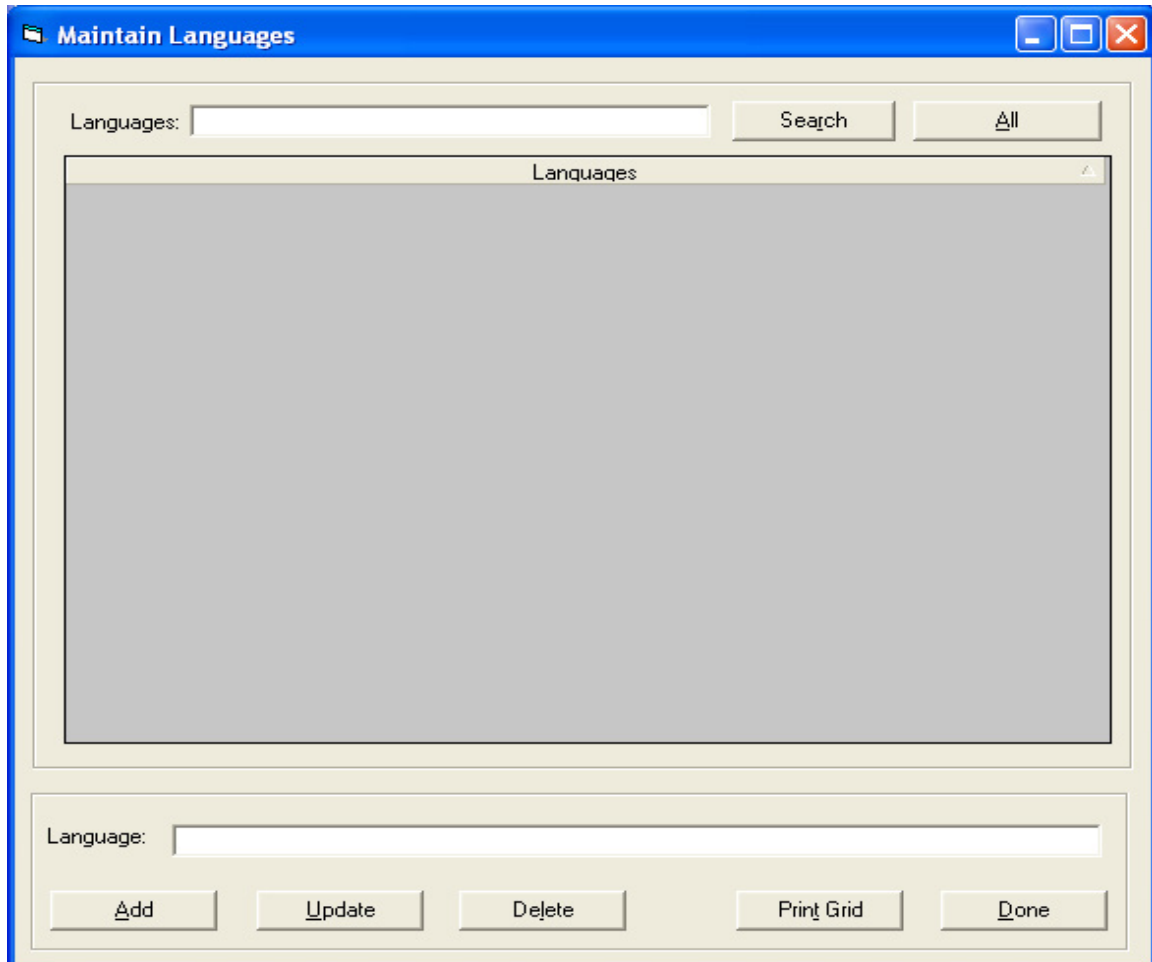 Maintain Languages
Languages: Search All
Languages
Language:
Add Update Delete Print Grid Done